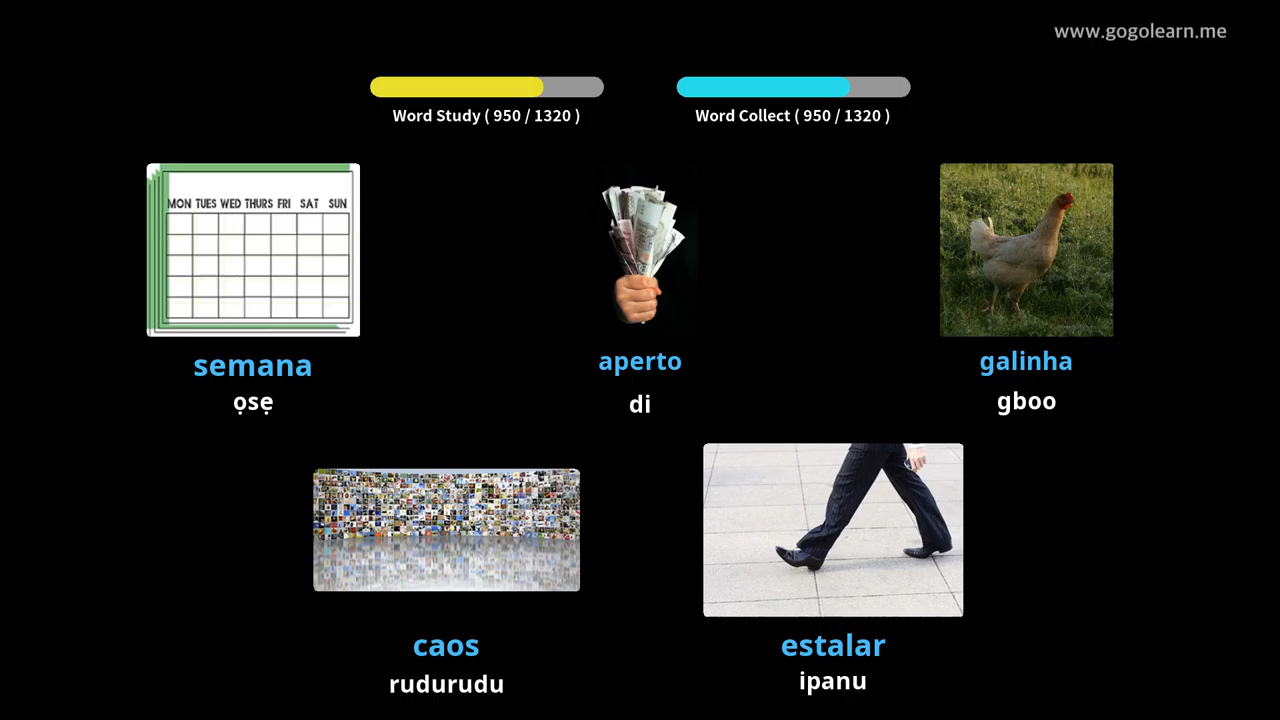 www.gogolearn.me
Word Study ( 950 / 1320 )
Word Collect ( 950 / 1320 )
MON TUES WED THURS FRI SAT SUN
semana
ọsẹ
aperto
di
galinha
gboo
caos
rudurudu
estalar
ipanu